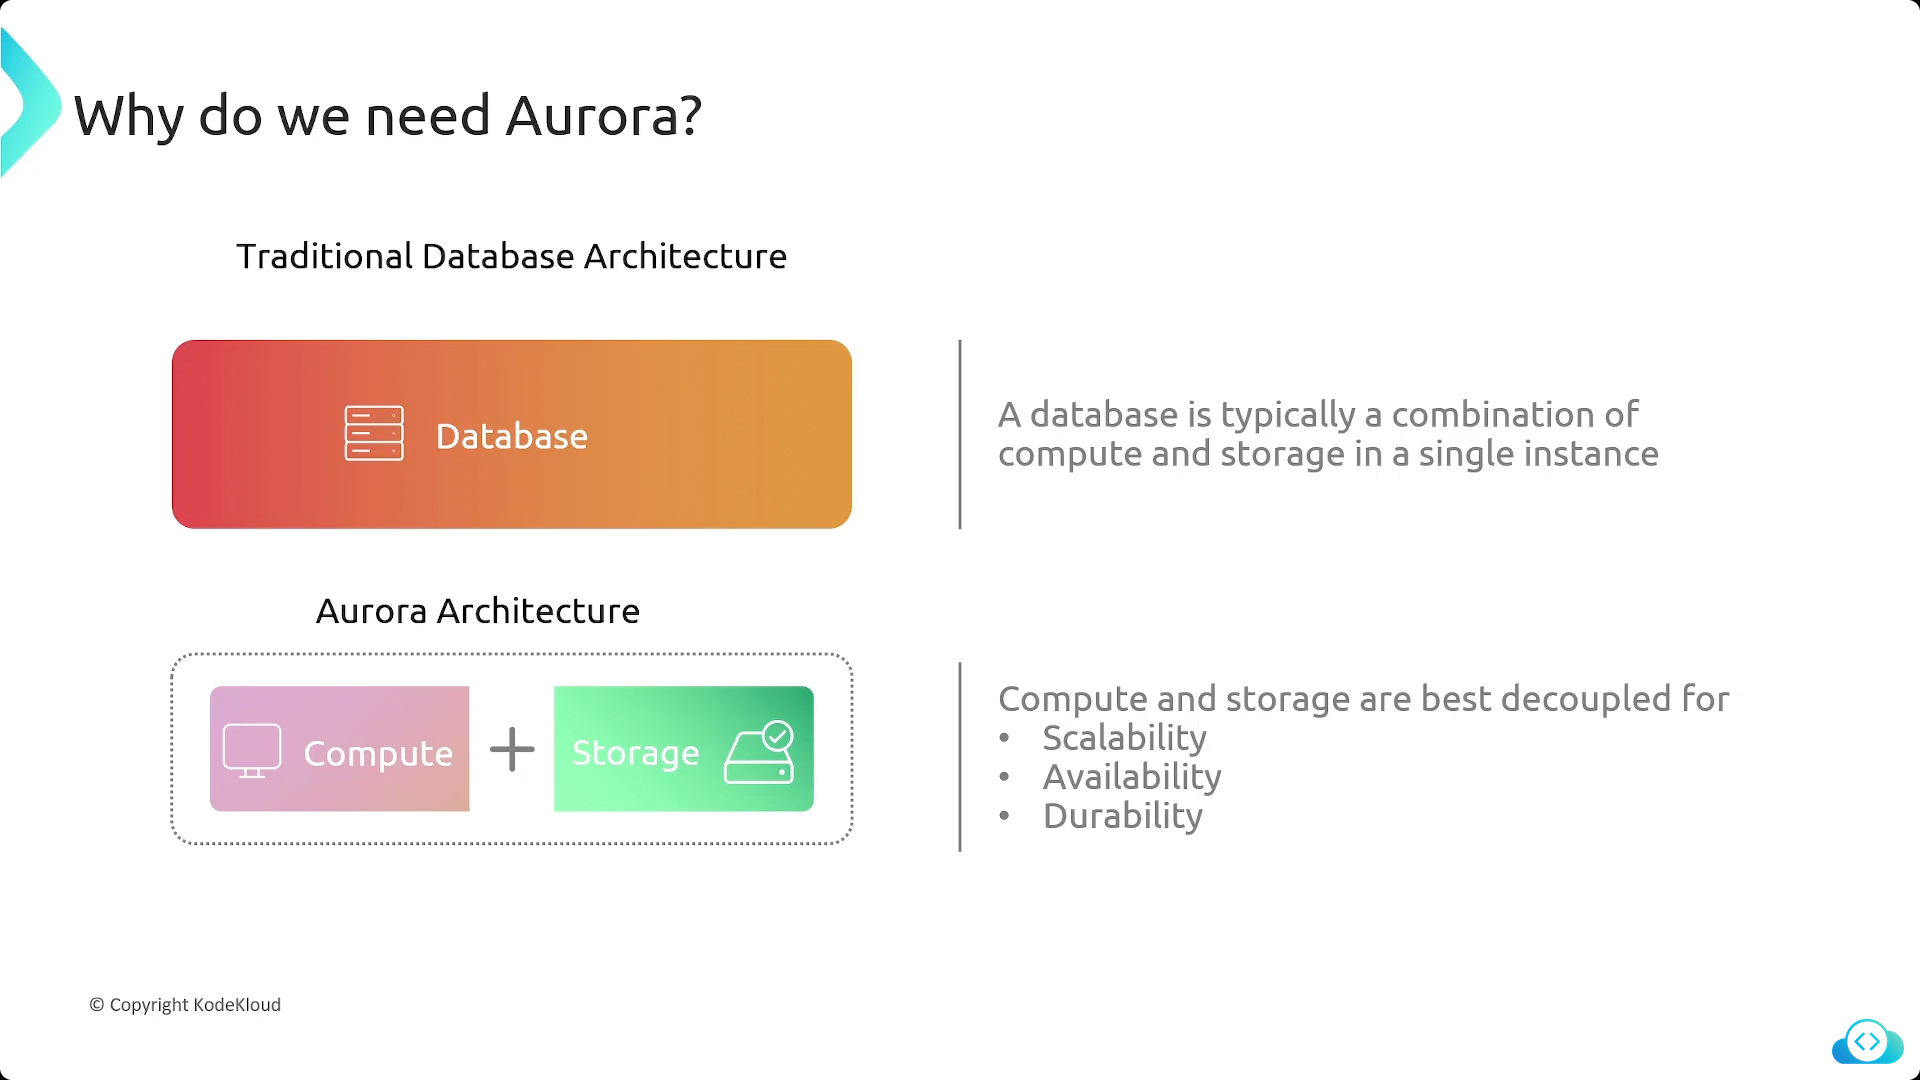 Why do we need Aurora?
Traditional Database Architecture
Database
A database is typically a combination of
compute and storage in a single instance
Aurora Architecture
Compute
Storage
Compute and storage are best decoupled for
• Scalability
• Availability
• Durability
© Copyright KodeKloud